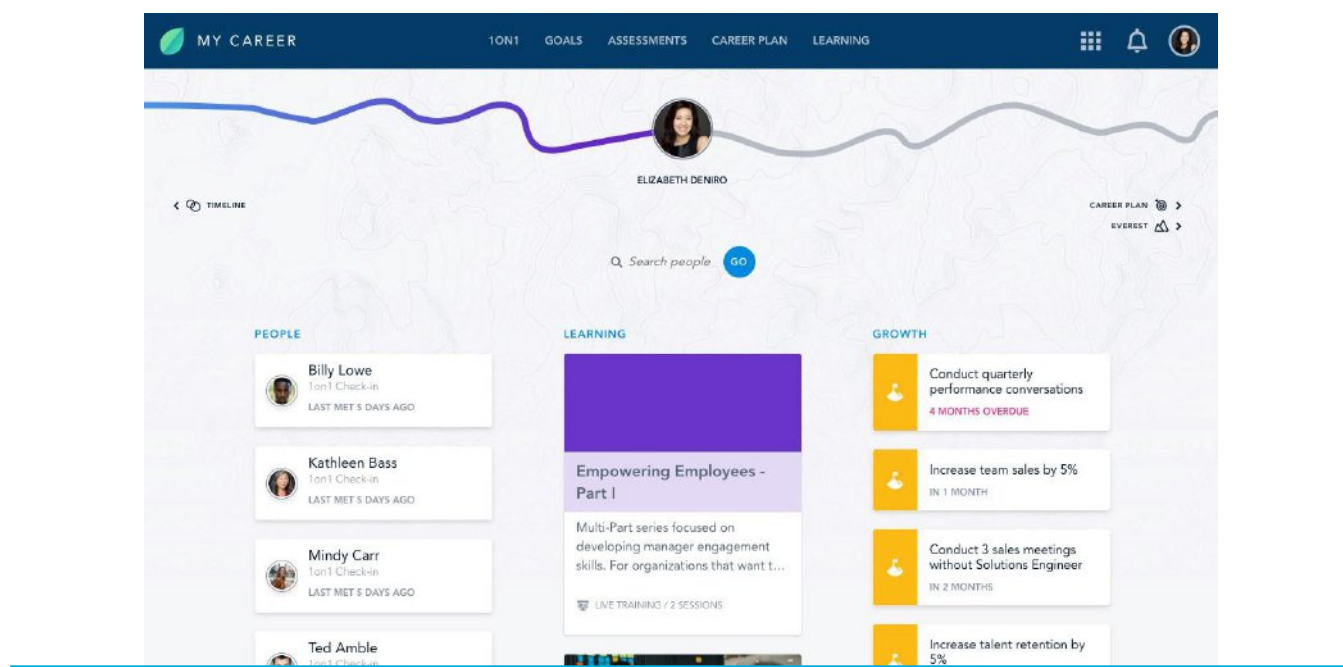 MY CAREER
1ON1 GOALS ASSESSMENTS CAREER PLAN LEARNING
ELIZABETH DENIRO
TIMELINE
CAREER PLAN
EVEREST
Search people GO
PEOPLE
Billy Lowe
1on1 Check-in
LAST MET 5 DAYS AGO
Kathleen Bass
1on1 Check-in
LAST MET 5 DAYS AGO
Mindy Carr
1on1 Check-in
LAST MET 5 DAYS AGO
Ted Amble
1on1 Check-in
LEARNING
Empowering Employees -
Part I
Multi-Part series focused on
developing manager engagement
skills. For organizations that want t...
LIVE TRAINING / 2 SESSIONS
GROWTH
Conduct quarterly
performance conversations
4 MONTHS OVERDUE
Increase team sales by 5%
IN 1 MONTH
Conduct 3 sales meetings
without Solutions Engineer
IN 2 MONTHS
Increase talent retention by
5%